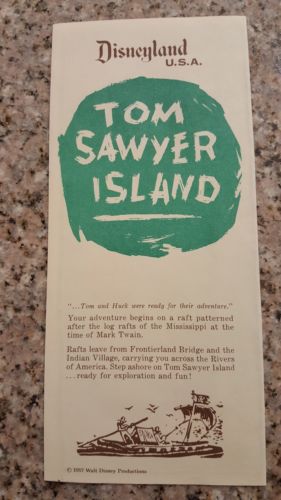 Disneyland
U.S.A.
TOM
SAWYER
ISLAND
"...Tom and Huck were ready for their adventure."
Your adventure begins on a raft patterned
after the log rafts of the Mississippi at the
time of Mark Twain.
Rafts leave from Frontierland Bridge and the
Indian Village, carrying you across the Rivers
of America. Step ashore on Tom Sawyer Island
...ready for exploration and fun!
© 1957 Walt Disney Productions